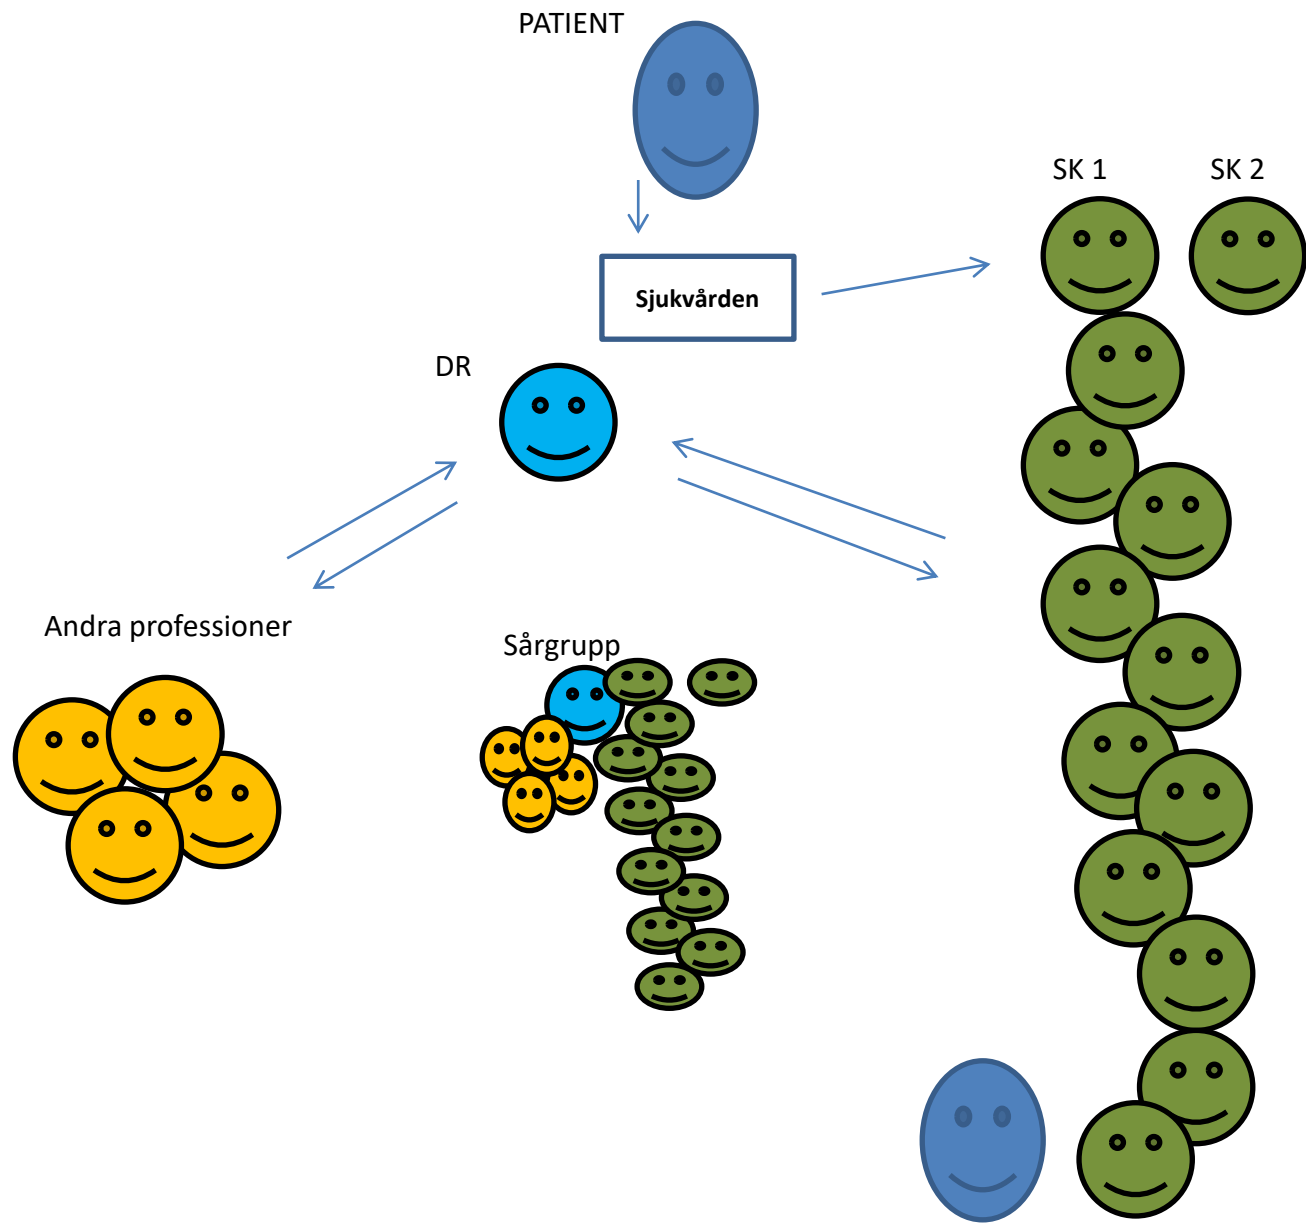 PATIENT
SK 1
SK 2
Sjukvården
DR
Andra professioner
Sårgrupp